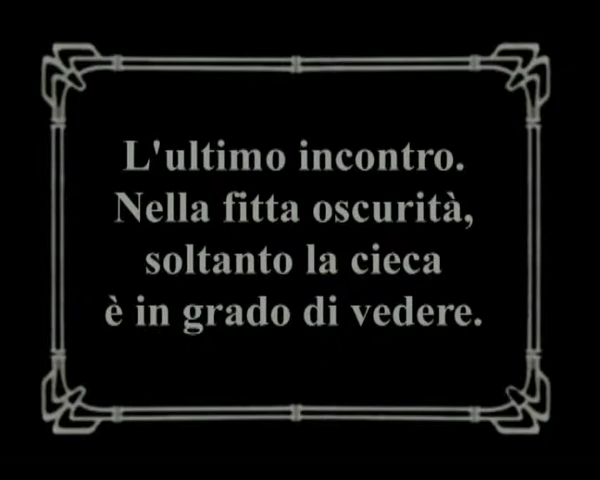 L'ultimo incontro.
Nella fitta oscurità,
soltanto la cieca
è in grado di vedere.